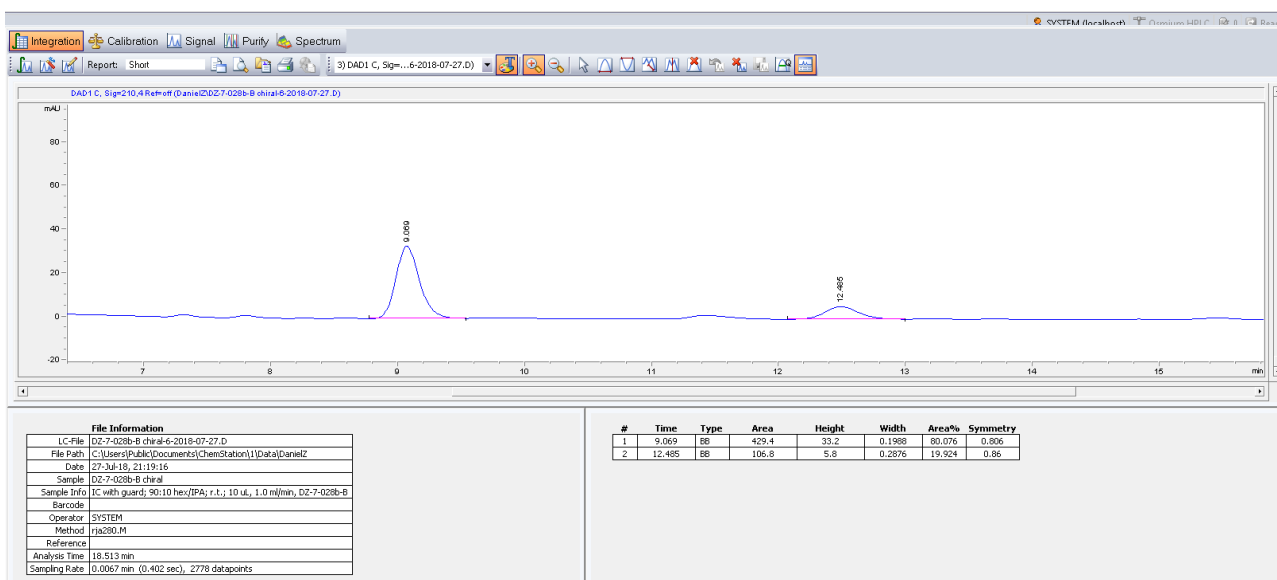 SYSTEM (localhost) Osmium HPLC 0
Integration Calibration Signal Purify Spectrum
Report: Short 3) DAD1 C, Sig=...6-2018-07-27.D)
DAD1 C, Sig=210,4 Ref=off (DanielZ\DZ-7-028b-B chiral-6-2018-07-27.D)
mAU
80
60
40
20
0
-20
9.069
12.485
7 8 9 10 11 12 13 14 15 min
File Information
LC-File DZ-7-028b-B chiral-6-2018-07-27.D
File Path C:\Users\Public\Documents\ChemStation\1\Data\DanielZ
Date 27-Jul-18, 21:19:16
Sample DZ-7-028b-B chiral
Sample Info IC with guard; 90:10 hex/IPA; r.t.; 10 uL, 1.0 ml/min, DZ-7-028b-B
Barcode
Operator SYSTEM
Method rja280.M
Reference
Analysis Time 18.513 min
Sampling Rate 0.0067 min (0.402 sec), 2778 datapoints
# Time Type Area Height Width Area% Symmetry
1 9.069 BB 429.4 33.2 0.1988 80.076 0.806
2 12.485 BB 106.8 5.8 0.2876 19.924 0.86